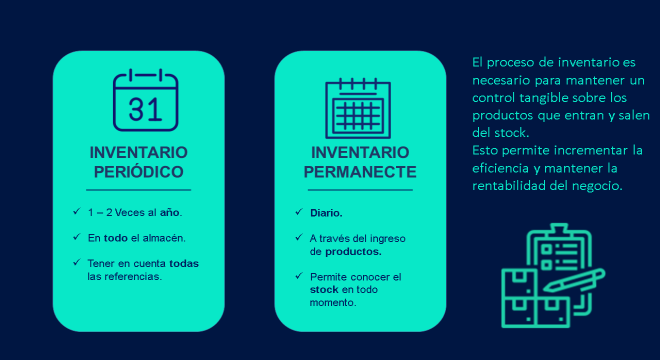 31
INVENTARIO
PERIÓDICO
✓ 1 – 2 Veces al año.
✓ En todo el almacén.
✓ Tener en cuenta todas
las referencias.
INVENTARIO
PERMANECTE
✓ Diario.
✓ A través del ingreso
de productos.
✓ Permite conocer el
stock en todo
momento.
El proceso de inventario es
necesario para mantener un
control tangible sobre los
productos que entran y salen
del stock.
Esto permite incrementar la
eficiencia y mantener la
rentabilidad del negocio.